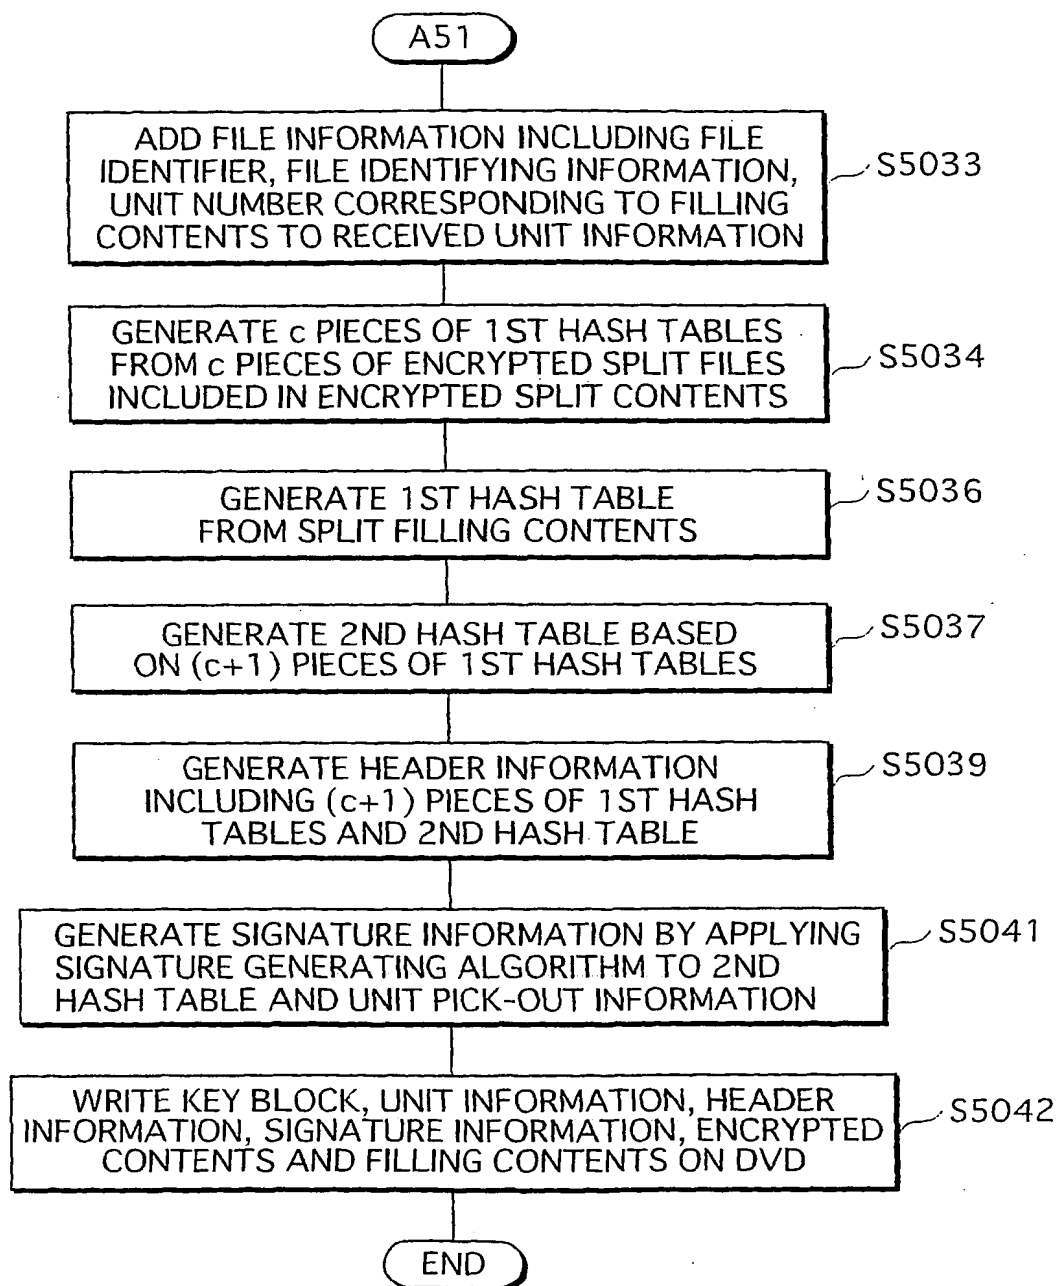 A51
ADD FILE INFORMATION INCLUDING FILE
IDENTIFIER, FILE IDENTIFYING INFORMATION,
UNIT NUMBER CORRESPONDING TO FILLING
CONTENTS TO RECEIVED UNIT INFORMATION
S5033
GENERATE c PIECES OF 1ST HASH TABLES
FROM c PIECES OF ENCRYPTED SPLIT FILES
INCLUDED IN ENCRYPTED SPLIT CONTENTS
S5034
GENERATE 1ST HASH TABLE
FROM SPLIT FILLING CONTENTS
S5036
GENERATE 2ND HASH TABLE BASED
ON (c+1) PIECES OF 1ST HASH TABLES
S5037
GENERATE HEADER INFORMATION
INCLUDING (c+1) PIECES OF 1ST HASH
TABLES AND 2ND HASH TABLE
S5039
GENERATE SIGNATURE INFORMATION BY APPLYING
SIGNATURE GENERATING ALGORITHM TO 2ND
HASH TABLE AND UNIT PICK-OUT INFORMATION
S5041
WRITE KEY BLOCK, UNIT INFORMATION, HEADER
INFORMATION, SIGNATURE INFORMATION, ENCRYPTED
CONTENTS AND FILLING CONTENTS ON DVD
S5042
END